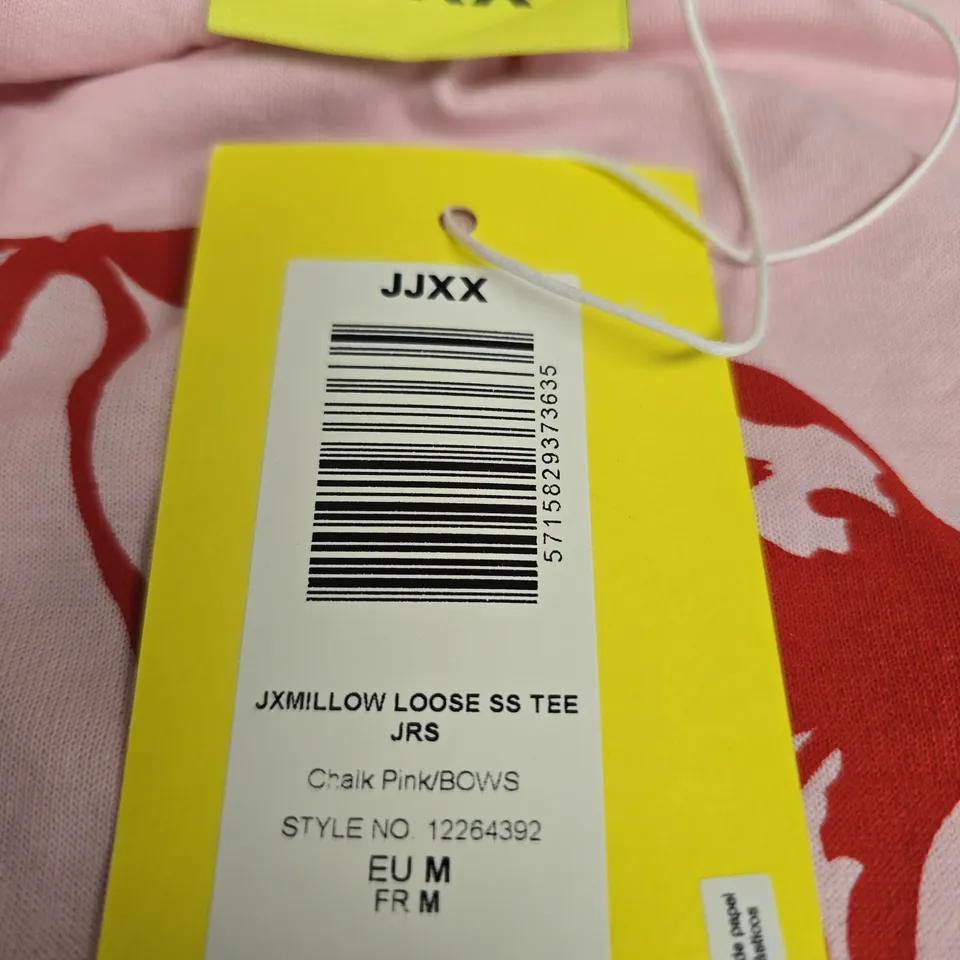 JJXX
5715829373635
JXMILLOW LOOSE SS TEE
JRS
Chalk Pink/BOWS
STYLE NO. 12264392
EU M
FR M
de papel